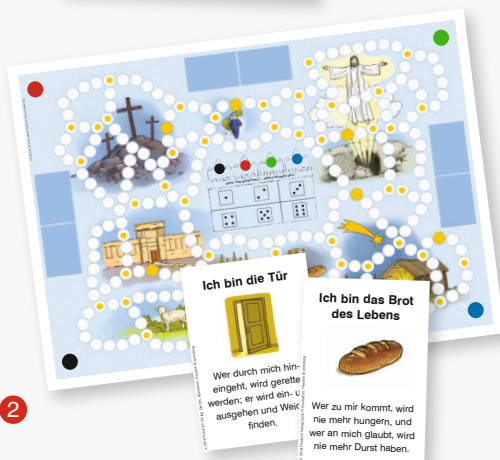 Ich bin die Tür
Wer durch mich hin-
eingeht, wird gerette
werden; er wird ein- u
ausgehen und Weid
finden.
Ich bin das Brot
des Lebens
Wer zu mir kommt, wird
nie mehr hungern, und
wer an mich glaubt, wird
nie mehr Durst haben.
2